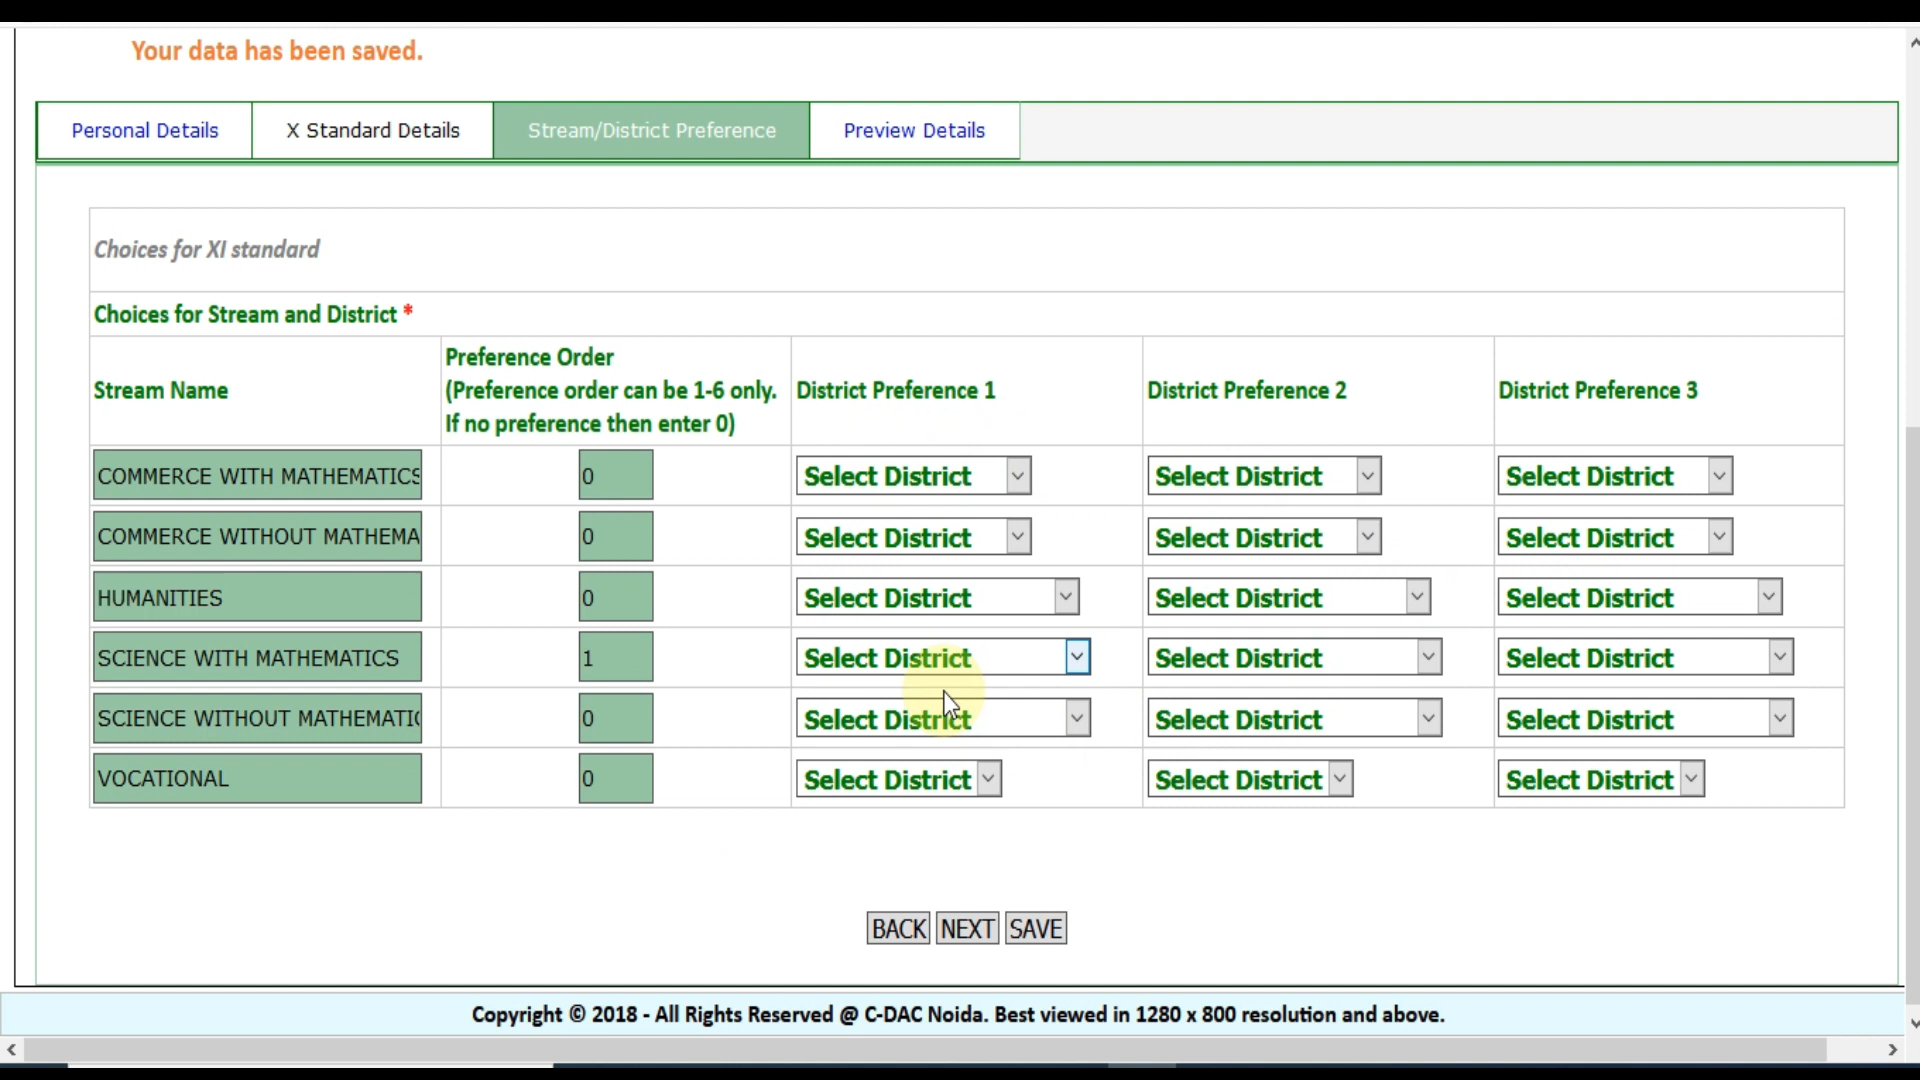 Your data has been saved.
Personal Details X Standard Details Stream/District Preference Preview Details
Choices for XI standard
Choices for Stream and District *
Stream Name
Preference Order
(Preference order can be 1-6 only.
If no preference then enter 0)
District Preference 1
District Preference 2
District Preference 3
COMMERCE WITH MATHEMATICS 0 Select District Select District Select District
COMMERCE WITHOUT MATHEMA 0 Select District Select District Select District
HUMANITIES 0 Select District Select District Select District
SCIENCE WITH MATHEMATICS 1 Select District Select District Select District
SCIENCE WITHOUT MATHEMATIC 0 Select District Select District Select District
VOCATIONAL 0 Select District Select District Select District
BACK NEXT SAVE
Copyright © 2018 - All Rights Reserved @ C-DAC Noida. Best viewed in 1280 x 800 resolution and above.